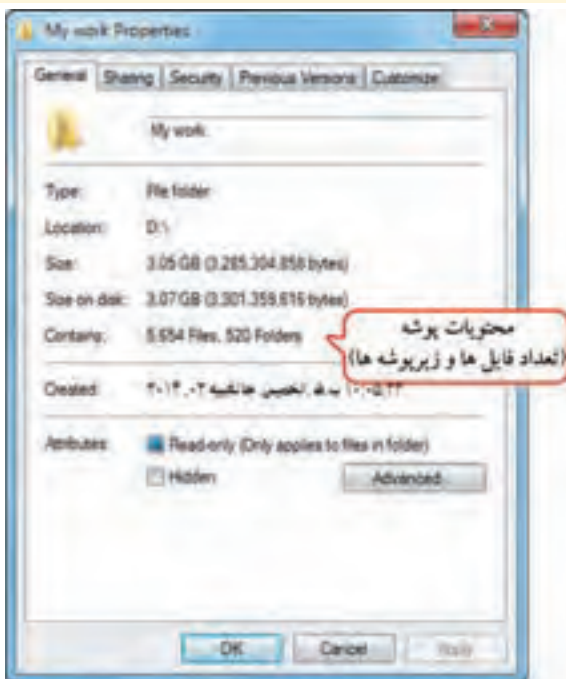 My work Properties
General Sharing Security Previous Versions Customize
My work
Type: File folder
Location: D:\
Size: 3.05 GB (3.285.304.858 bytes)
Size on disk: 3.07 GB (3.301.359.616 bytes)
Contains: 5.654 Files, 520 Folders
محتویات پوشه
(تعداد فایل ها و زیرپوشه ها)
Created:
Attributes: Read-only (Only applies to files in folder)
Hidden Advanced...
OK Cancel Apply